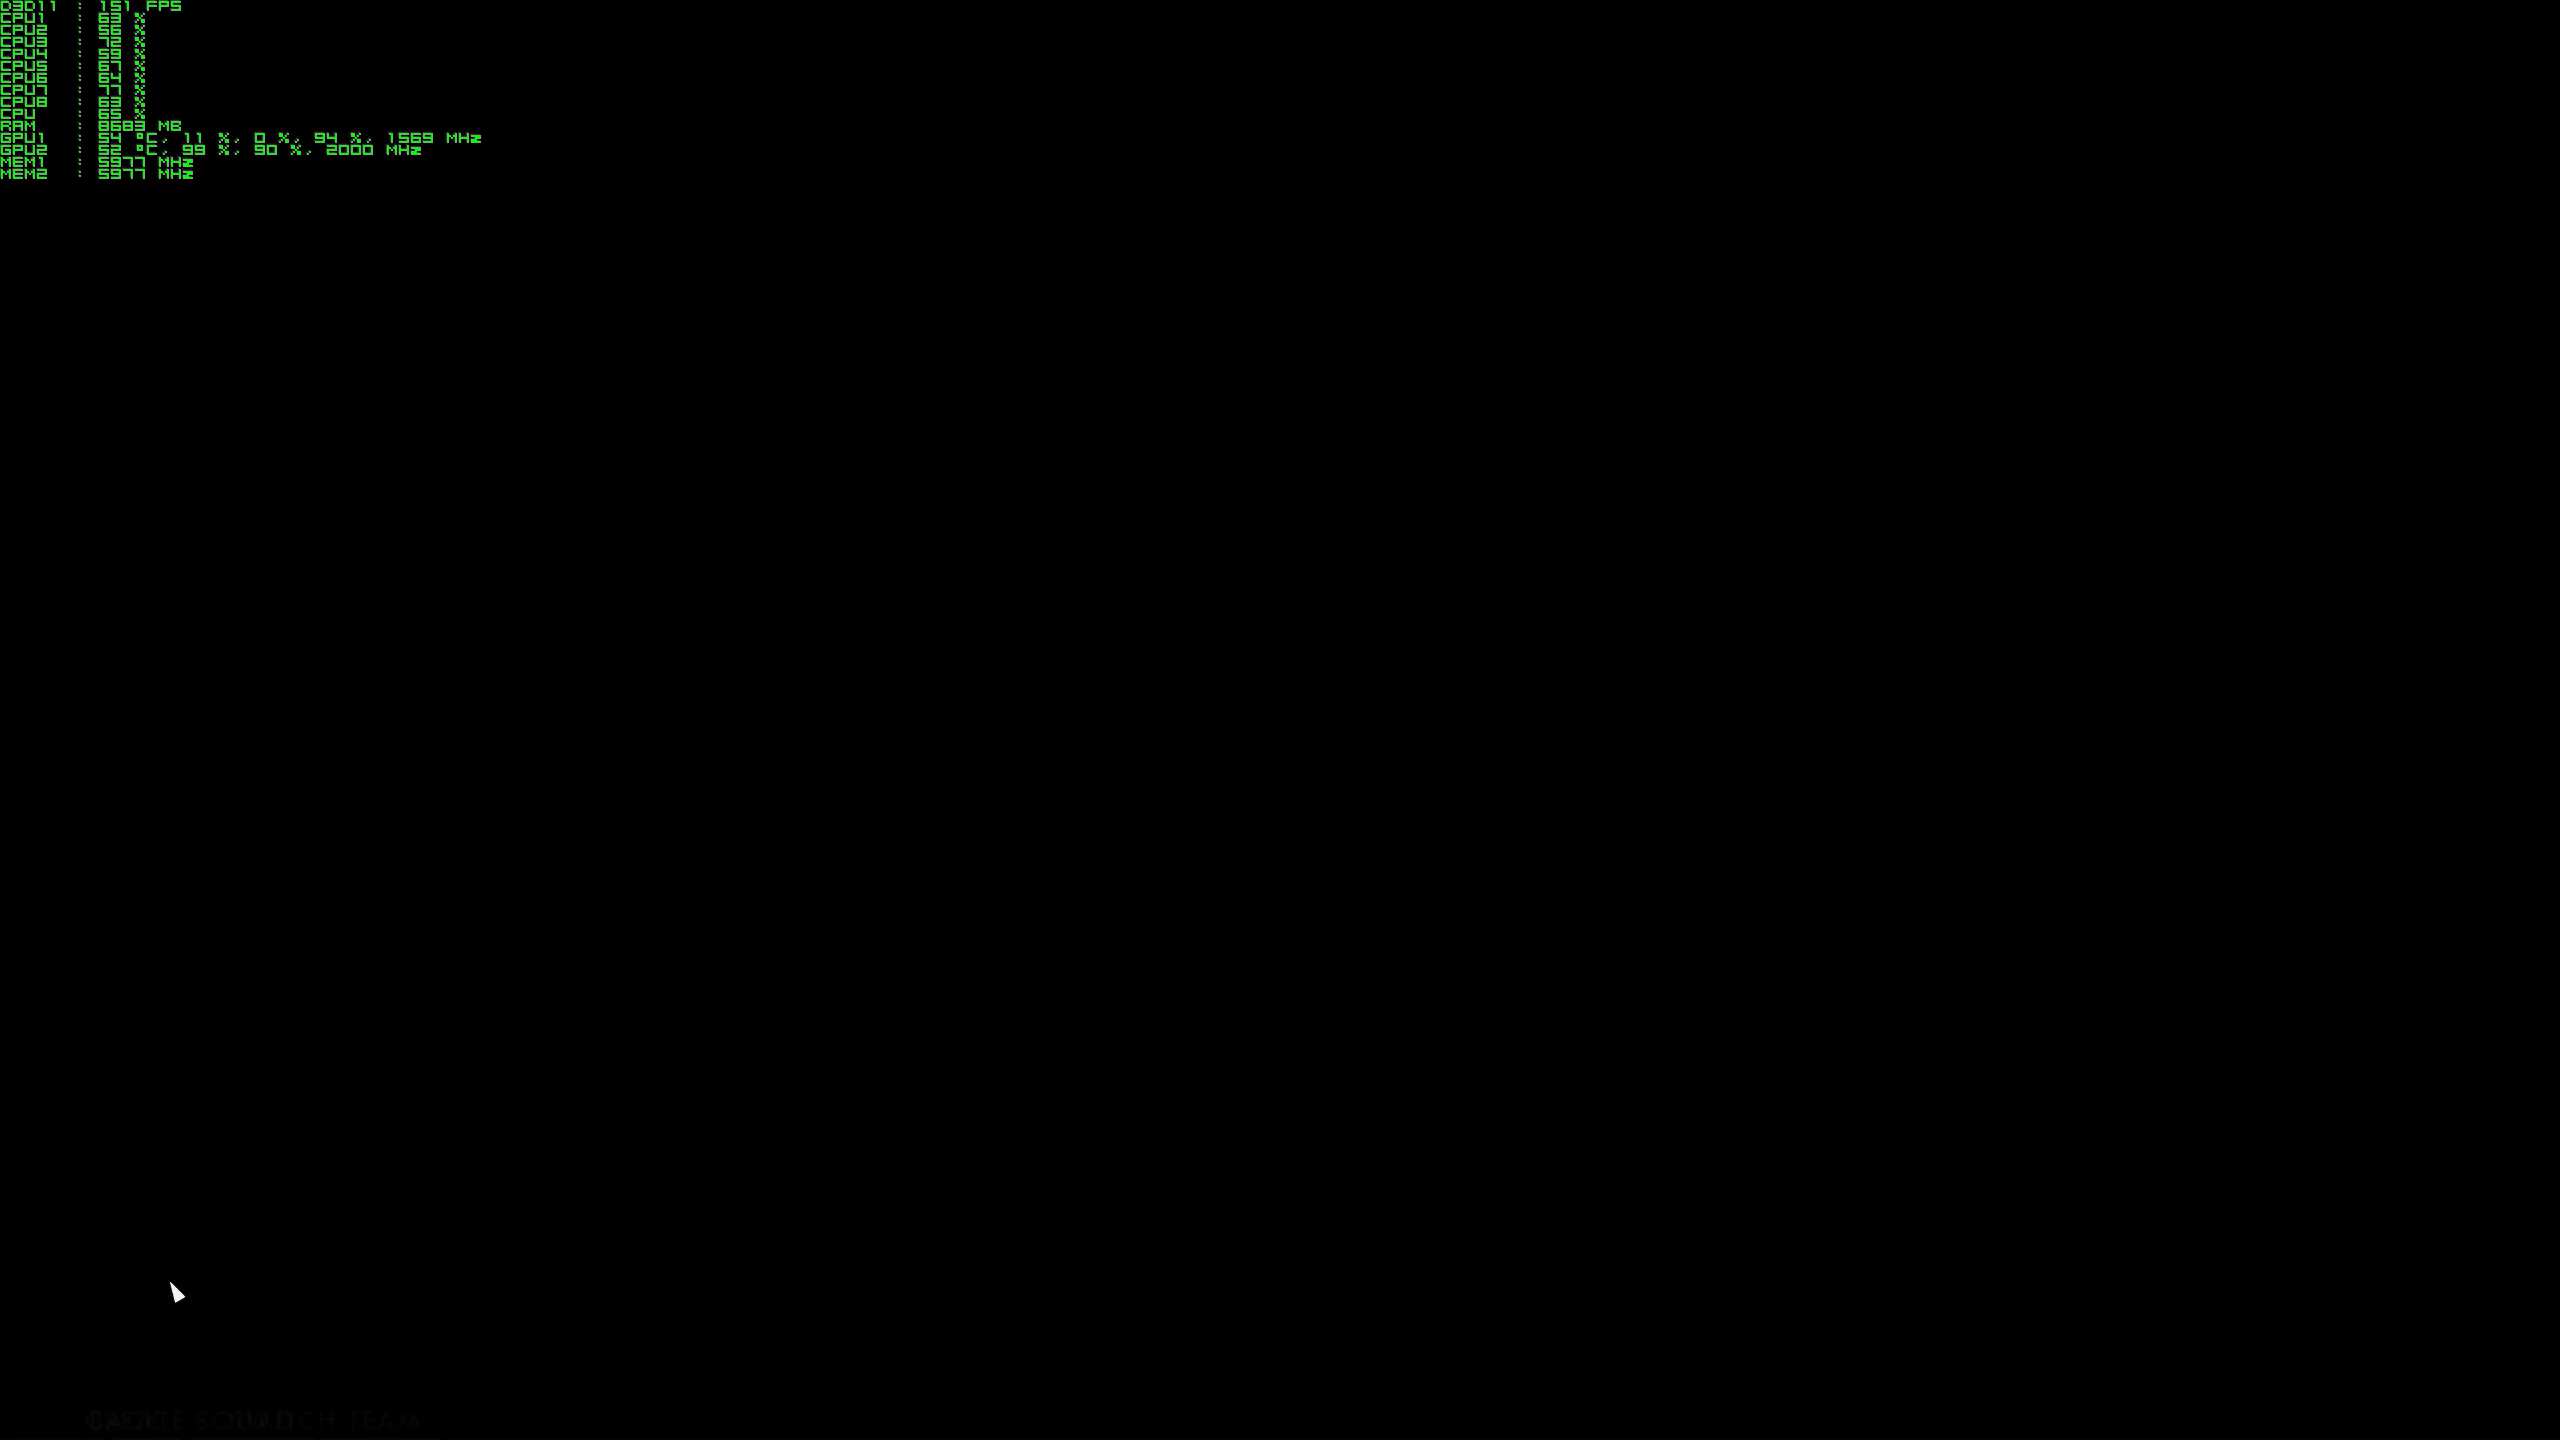 D3D11 : 151 FPS
CPU1 : 63 %
CPU2 : 56 %
CPU3 : 72 %
CPU4 : 59 %
CPU5 : 67 %
CPU6 : 64 %
CPU7 : 77 %
CPU8 : 63 %
CPU : 65 %
RAM : 8683 MB
GPU1 : 54 °C, 11 %, 0 %, 94 %, 1569 MHz
GPU2 : 52 °C, 99 %, 90 %, 2000 MHz
MEM1 : 5977 MHz
MEM2 : 5977 MHz
TEAM